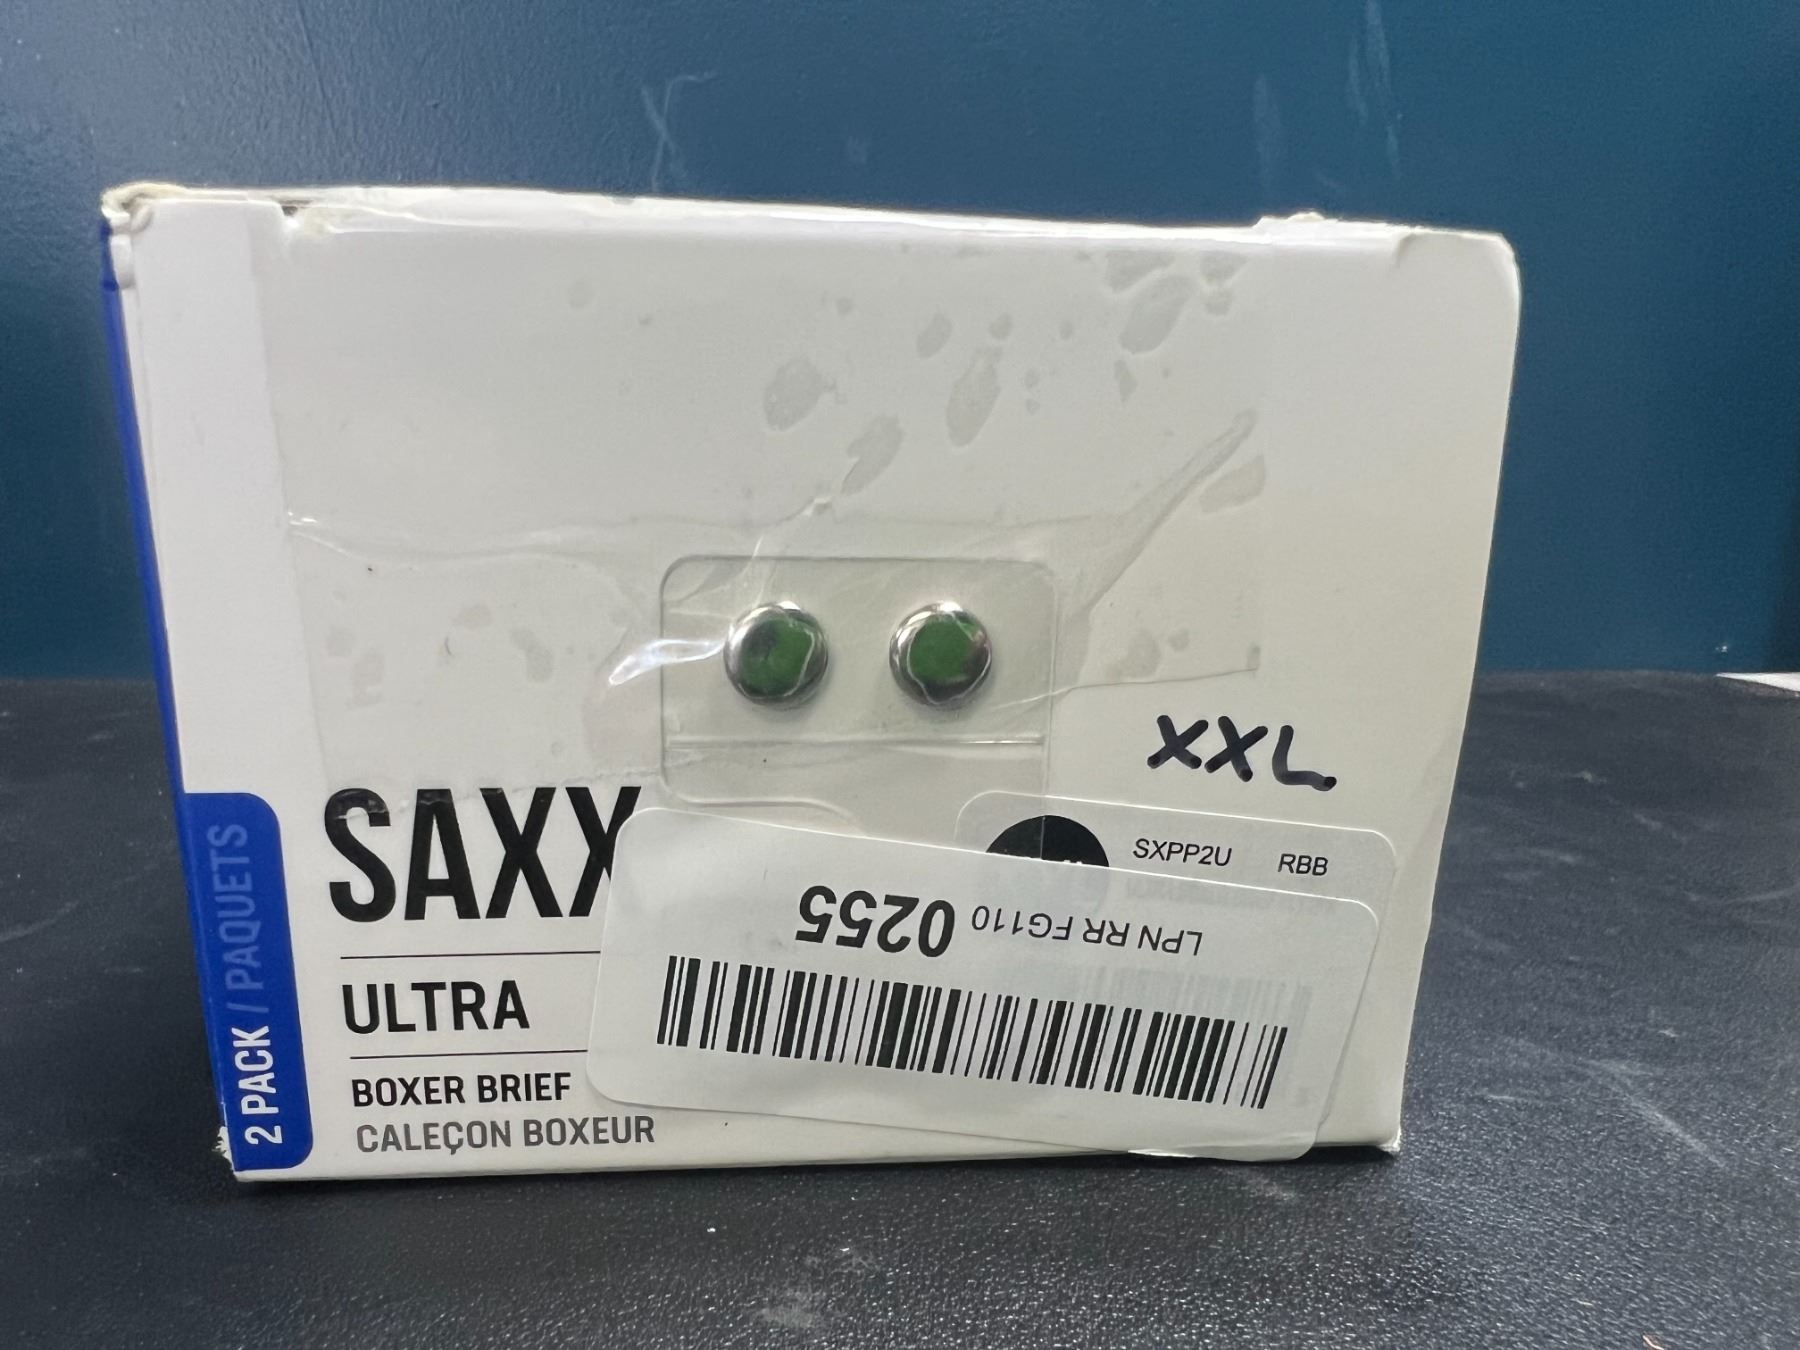 XXL
SAXX
ULTRA
BOXER BRIEF
CALEÇON BOXEUR
2 PACK / PAQUETS
SXPP2U RBB
LPN RR FG110 0255